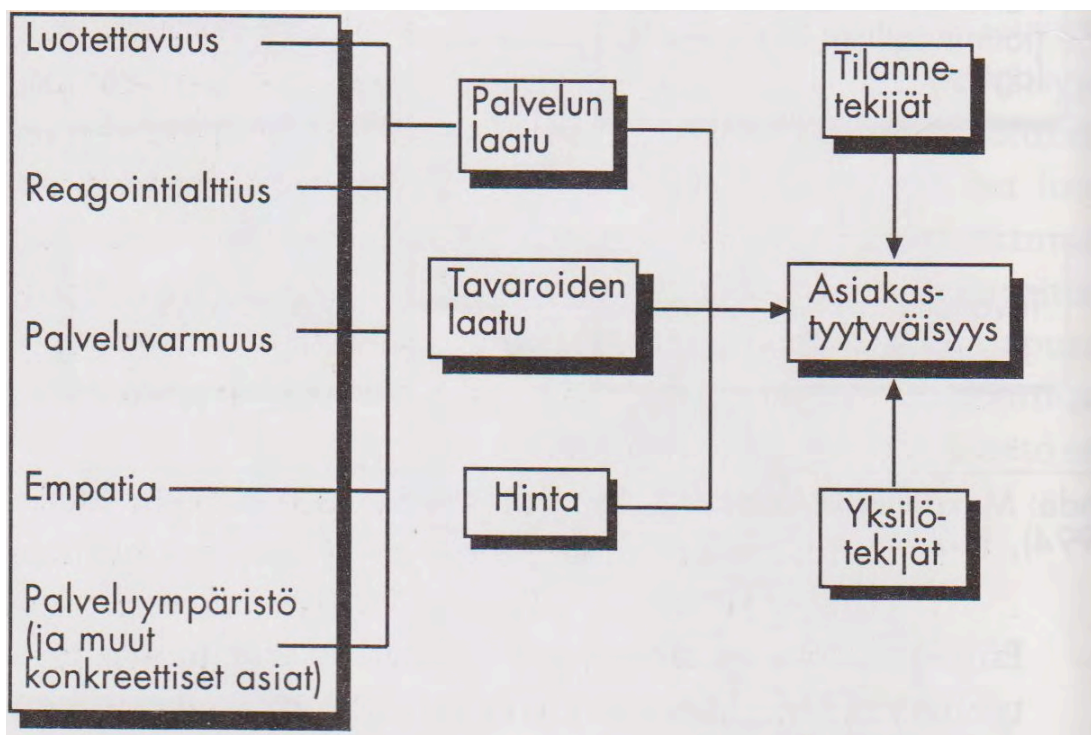 Luotettavuus
Reagointialttius
Palveluvarmuus
Empatia
Palveluympäristö
(ja muut
konkreettiset asiat)
Palvelun
laatu
Tavaroiden
laatu
Hinta
Tilanne-
tekijät
Asiakas-
tyytyväisyys
Yksilö-
tekijät